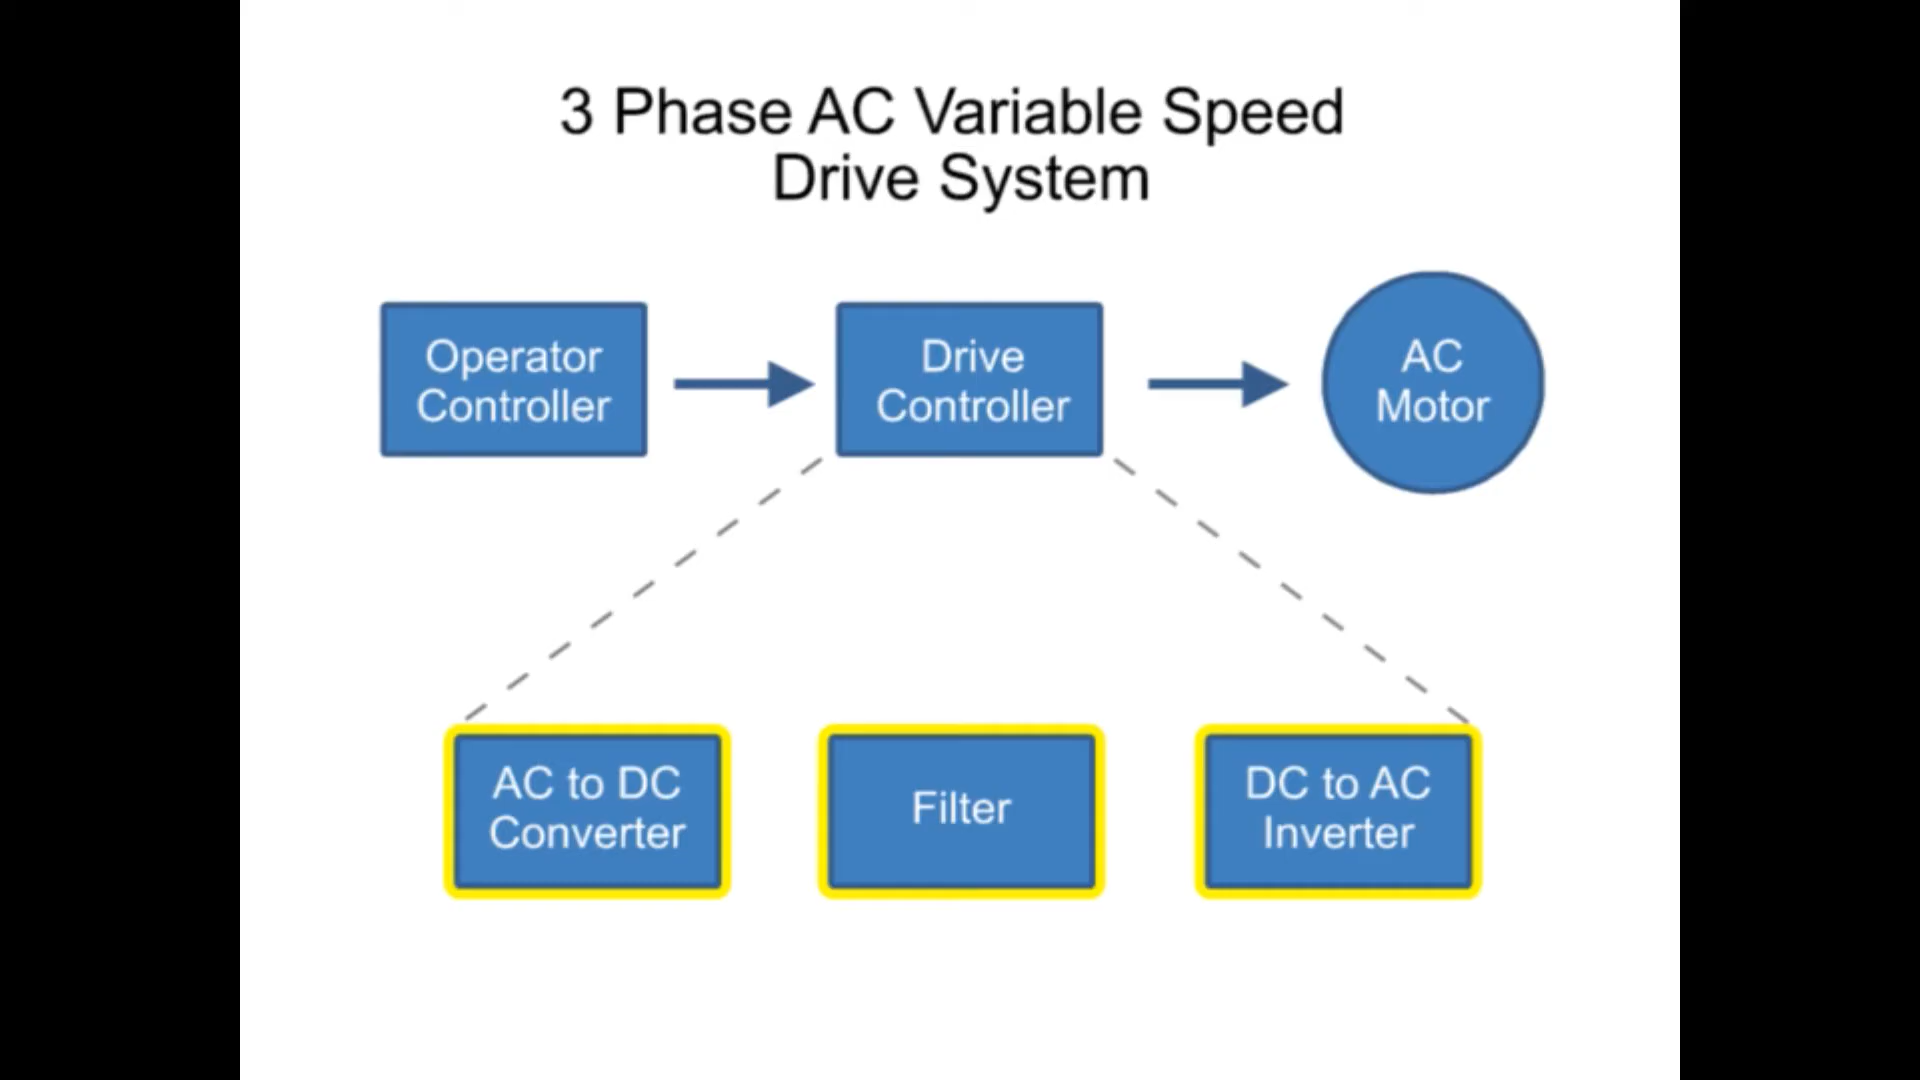 3 Phase AC Variable Speed
Drive System
Operator
Controller
Drive
Controller
AC
Motor
AC to DC
Converter
Filter
DC to AC
Inverter